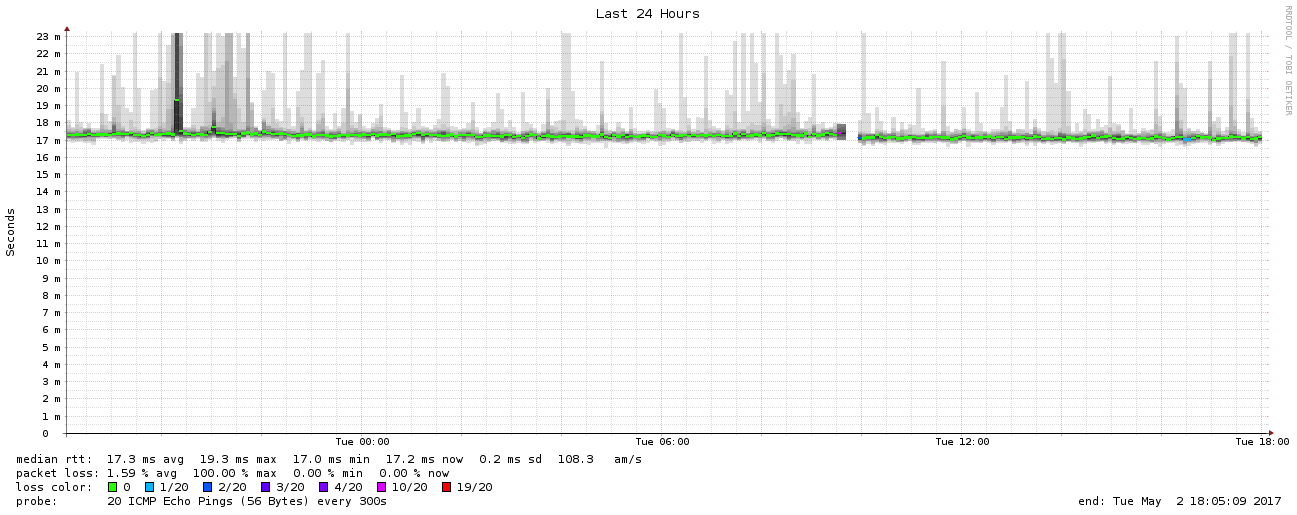 Last 24 Hours
RRDTOOL / TOBI OETIKER
Seconds
23 m
22 m
21 m
20 m
19 m
18 m
17 m
16 m
15 m
14 m
13 m
12 m
11 m
10 m
9 m
8 m
7 m
6 m
5 m
4 m
3 m
2 m
1 m
0
Tue 00:00 Tue 06:00 Tue 12:00 Tue 18:00
median rtt: 17.3 ms avg 19.3 ms max 17.0 ms min 17.2 ms now 0.2 ms sd 108.3 am/s
packet loss: 1.59 % avg 100.00 % max 0.00 % min 0.00 % now
loss color: 0 1/20 2/20 3/20 4/20 10/20 19/20
probe: 20 ICMP Echo Pings (56 Bytes) every 300s end: Tue May 2 18:05:09 2017